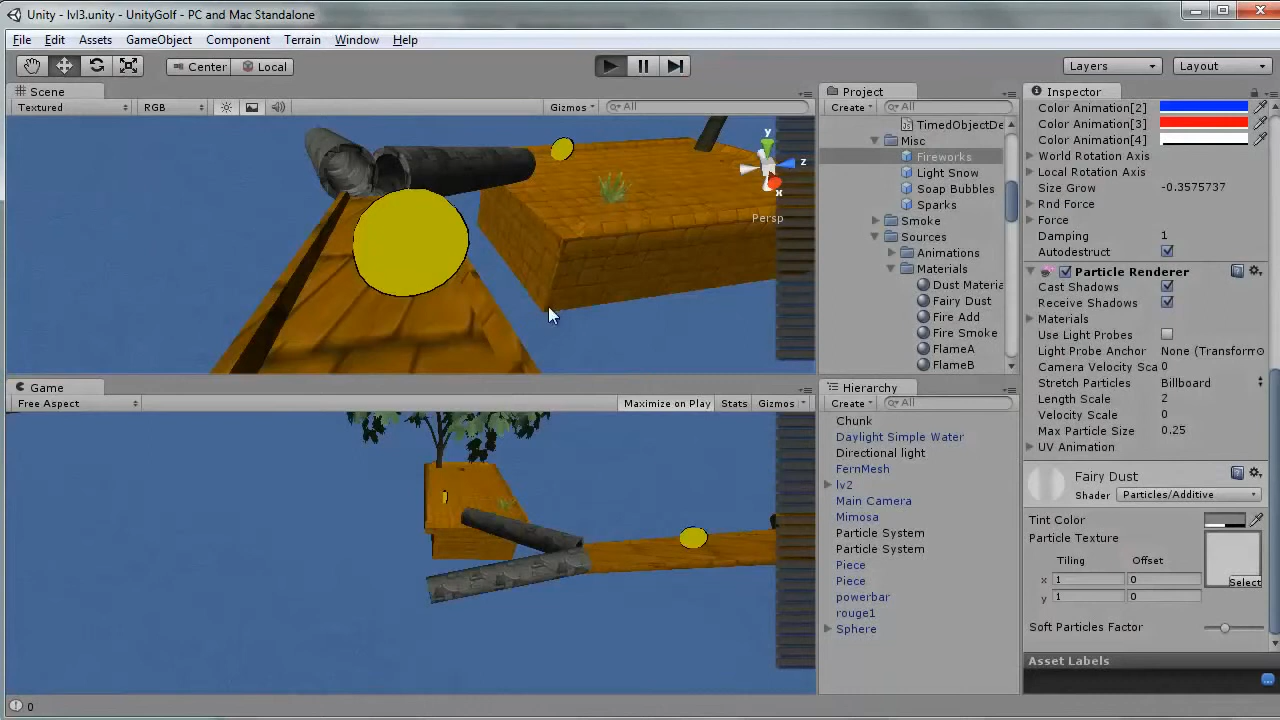 Unity - lvl3.unity - UnityGolf - PC and Mac Standalone
File Edit Assets GameObject Component Terrain Window Help
Center Local Layers Layout
Scene
Textured RGB Gizmos All
y
z
x
Persp
Game
Free Aspect Maximize on Play Stats Gizmos
Project
Create All
TimedObjectDe
Misc
Fireworks
Light Snow
Soap Bubbles
Sparks
Smoke
Sources
Animations
Materials
Dust Materia
Fairy Dust
Fire Add
Fire Smoke
FlameA
FlameB
Hierarchy
Create All
Chunk
Daylight Simple Water
Directional light
FernMesh
lv2
Main Camera
Mimosa
Particle System
Particle System
Piece
Piece
powerbar
rouge1
Sphere
Inspector
Color Animation[2]
Color Animation[3]
Color Animation[4]
World Rotation Axis
Local Rotation Axis
Size Grow -0.3575737
Rnd Force
Force
Damping 1
Autodestruct
Particle Renderer
Cast Shadows
Receive Shadows
Materials
Use Light Probes
Light Probe Anchor None (Transform
Camera Velocity Sca 0
Stretch Particles Billboard
Length Scale 2
Velocity Scale 0
Max Particle Size 0.25
UV Animation
Fairy Dust
Shader Particles/Additive
Tint Color
Particle Texture
Tiling Offset
x 1 0
y 1 0
Select
Soft Particles Factor
Asset Labels
0